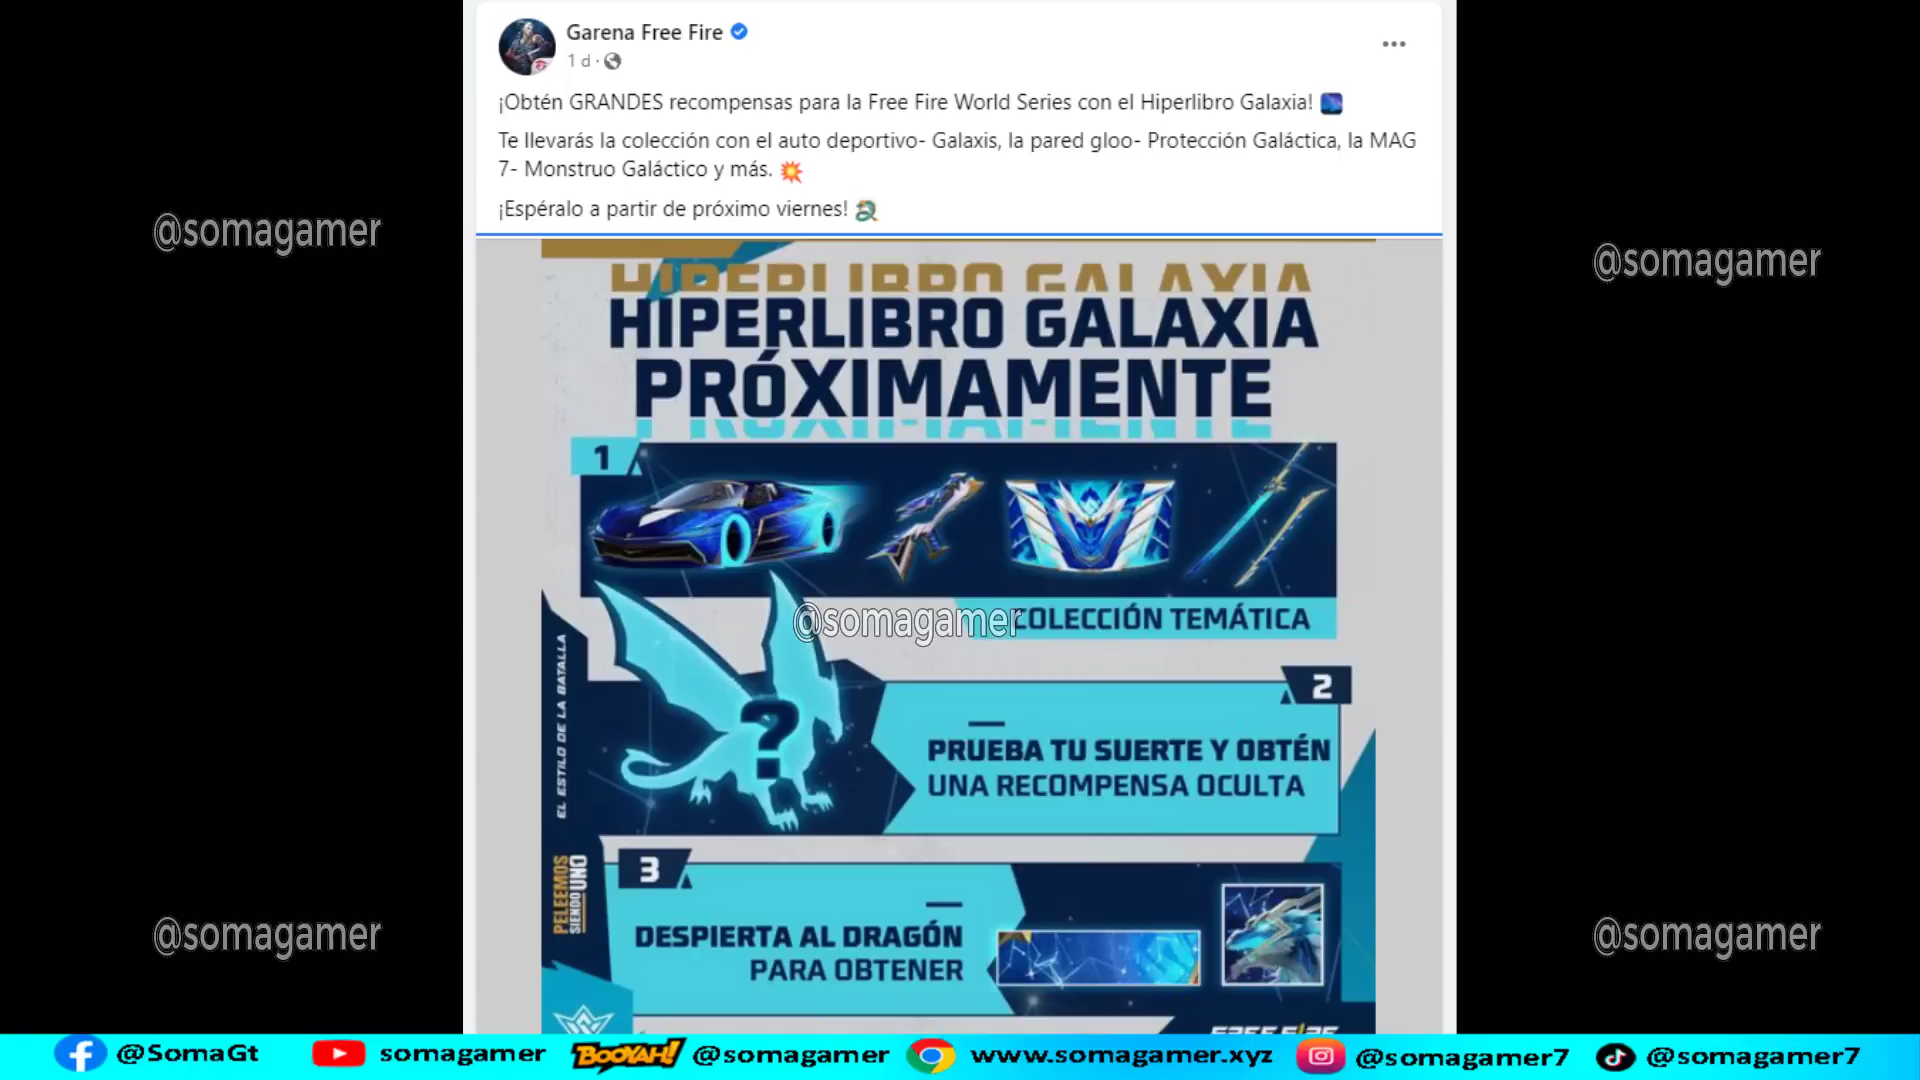 Garena Free Fire
1 d ·
¡Obtén GRANDES recompensas para la Free Fire World Series con el Hiperlibro Galaxia!
Te llevarás la colección con el auto deportivo- Galaxis, la pared gloo- Protección Galáctica, la MAG
7- Monstruo Galáctico y más.
¡Espéralo a partir de próximo viernes!
@somagamer
@somagamer
HIPERLIBRO GALAXIA
HIPERLIBRO GALAXIA
PRÓXIMAMENTE
1
@somagamer
COLECCIÓN TEMÁTICA
EL ESTILO DE LA BATALLA
2
?
PRUEBA TU SUERTE Y OBTÉN
UNA RECOMPENSA OCULTA
PELEEMOS
SIENDO UNO
3
DESPIERTA AL DRAGÓN
PARA OBTENER
@somagamer
@somagamer
FREE FIRE
@SomaGt
somagamer
BOOYAH!
@somagamer
www.somagamer.xyz
@somagamer7
@somagamer7